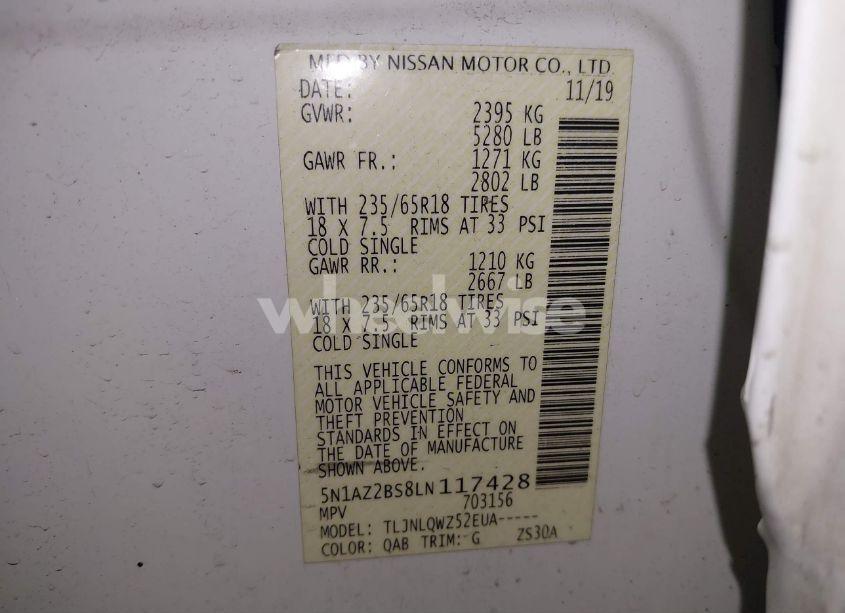 MFD BY NISSAN MOTOR CO., LTD
DATE: 11/19
GVWR: 2395 KG
5280 LB
GAWR FR.: 1271 KG
2802 LB
WITH 235/65R18 TIRES
18 X 7.5 RIMS AT 33 PSI
COLD SINGLE
GAWR RR.: 1210 KG
2667 LB
WITH 235/65R18 TIRES
18 X 7.5 RIMS AT 33 PSI
COLD SINGLE
wheelwise
THIS VEHICLE CONFORMS TO
ALL APPLICABLE FEDERAL
MOTOR VEHICLE SAFETY AND
THEFT PREVENTION
STANDARDS IN EFFECT ON
THE DATE OF MANUFACTURE
SHOWN ABOVE.
5N1AZ2BS8LN117428
MPV 703156
MODEL: TLJNLQWZ52EUA-----
COLOR: QAB TRIM: G ZS30A